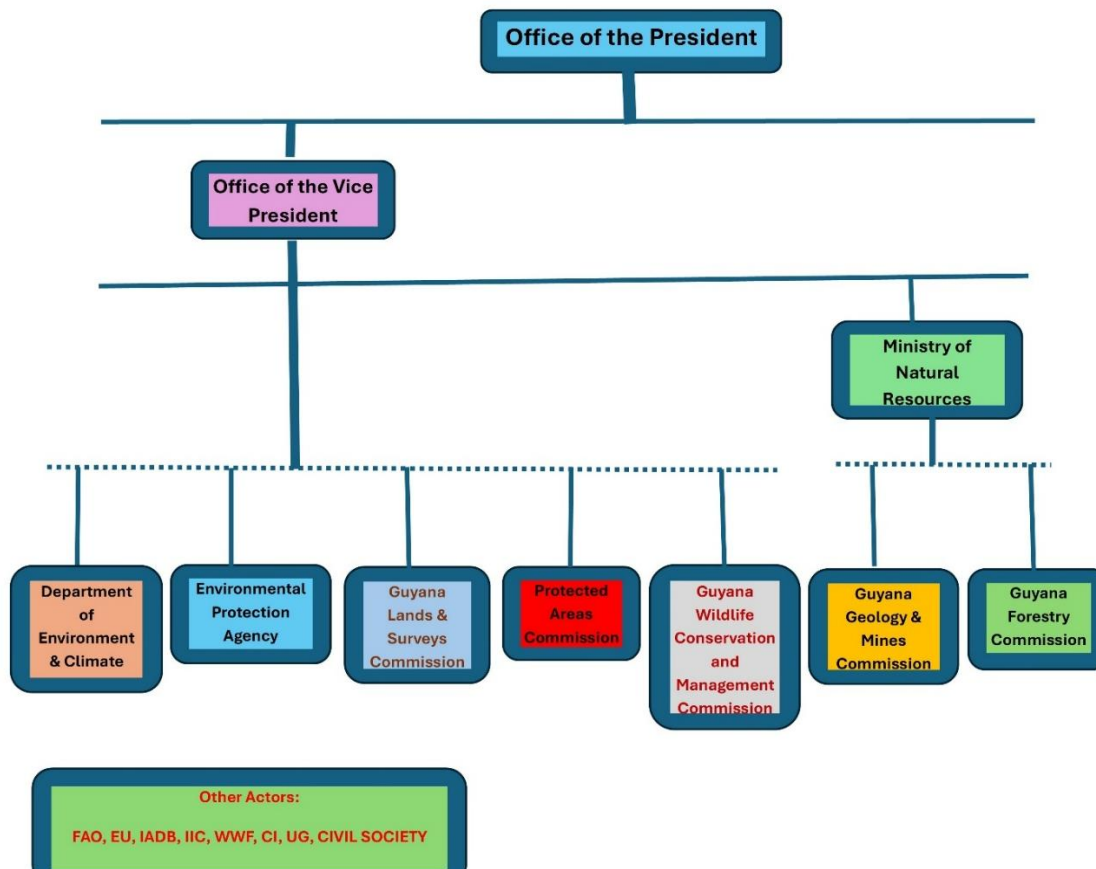 Office of the President
Office of the Vice
President
Ministry of
Natural
Resources
Department
of
Environment
& Climate
Environmental
Protection
Agency
Guyana
Lands &
Surveys
Commission
Protected
Areas
Commission
Guyana
Wildlife
Conservation
and
Management
Commission
Guyana
Geology &
Mines
Commission
Guyana
Forestry
Commission
Other Actors:
FAO, EU, IADB, IIC, WWF, CI, UG, CIVIL SOCIETY